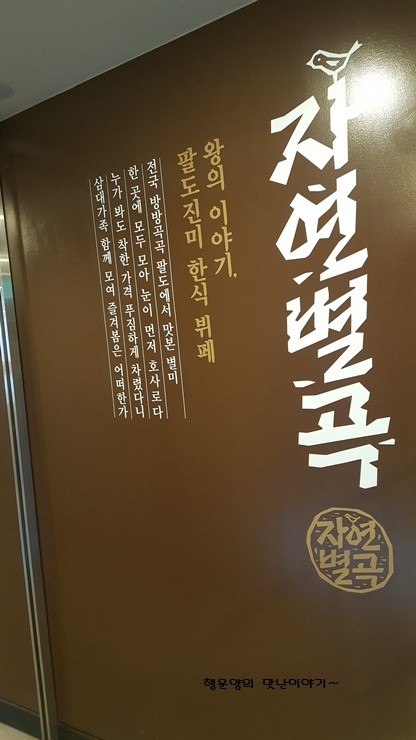 자연별곡
왕의 이야기,
팔도진미 한식 뷔페
전국 방방곡곡 팔도에서 맛본 별미
한 곳에 모두 모아 눈이 먼저 호사로다
누가 봐도 착한 가격 푸짐하게 차렸다니
삼대가족 함께 모여 즐겨봄은 어떠한가
자연
별곡
행운양의 맛난이야기~